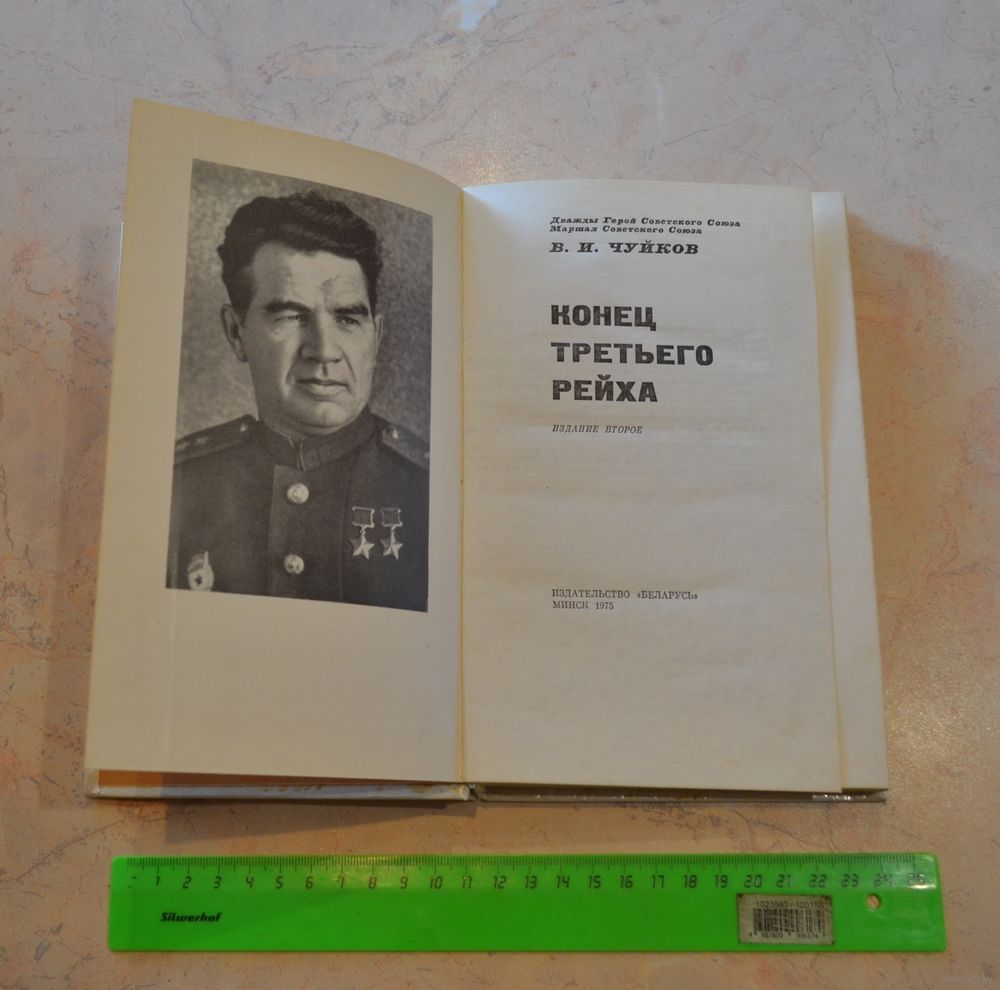 Дважды Герой Советского Союза
Маршал Советского Союза
В. И. ЧУЙКОВ
КОНЕЦ
ТРЕТЬЕГО
РЕЙХА
ИЗДАНИЕ ВТОРОЕ
ИЗДАТЕЛЬСТВО «БЕЛАРУСЬ»
МИНСК 1975
1 2 3 4 5 6 7 8 9 10 11 12 13 14 15 16 17 18 19 20 21 22 23 24 25
Silwerhof